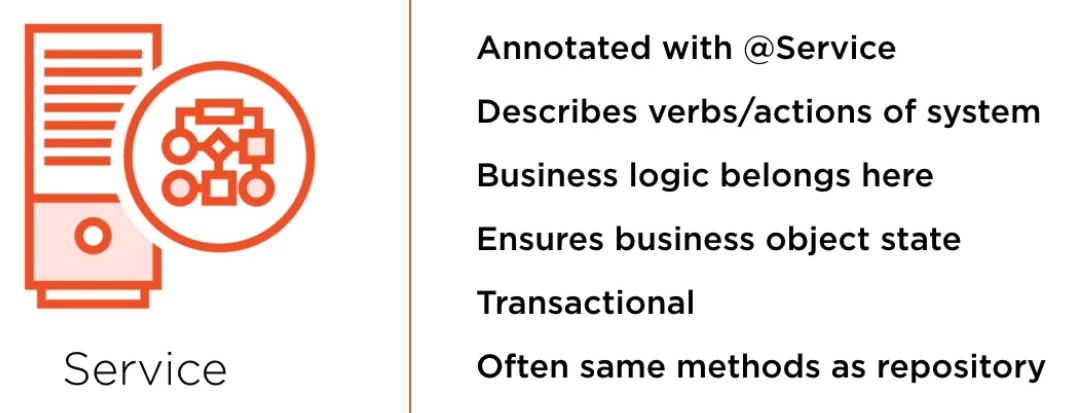 Service
Annotated with @Service
Describes verbs/actions of system
Business logic belongs here
Ensures business object state
Transactional
Often same methods as repository